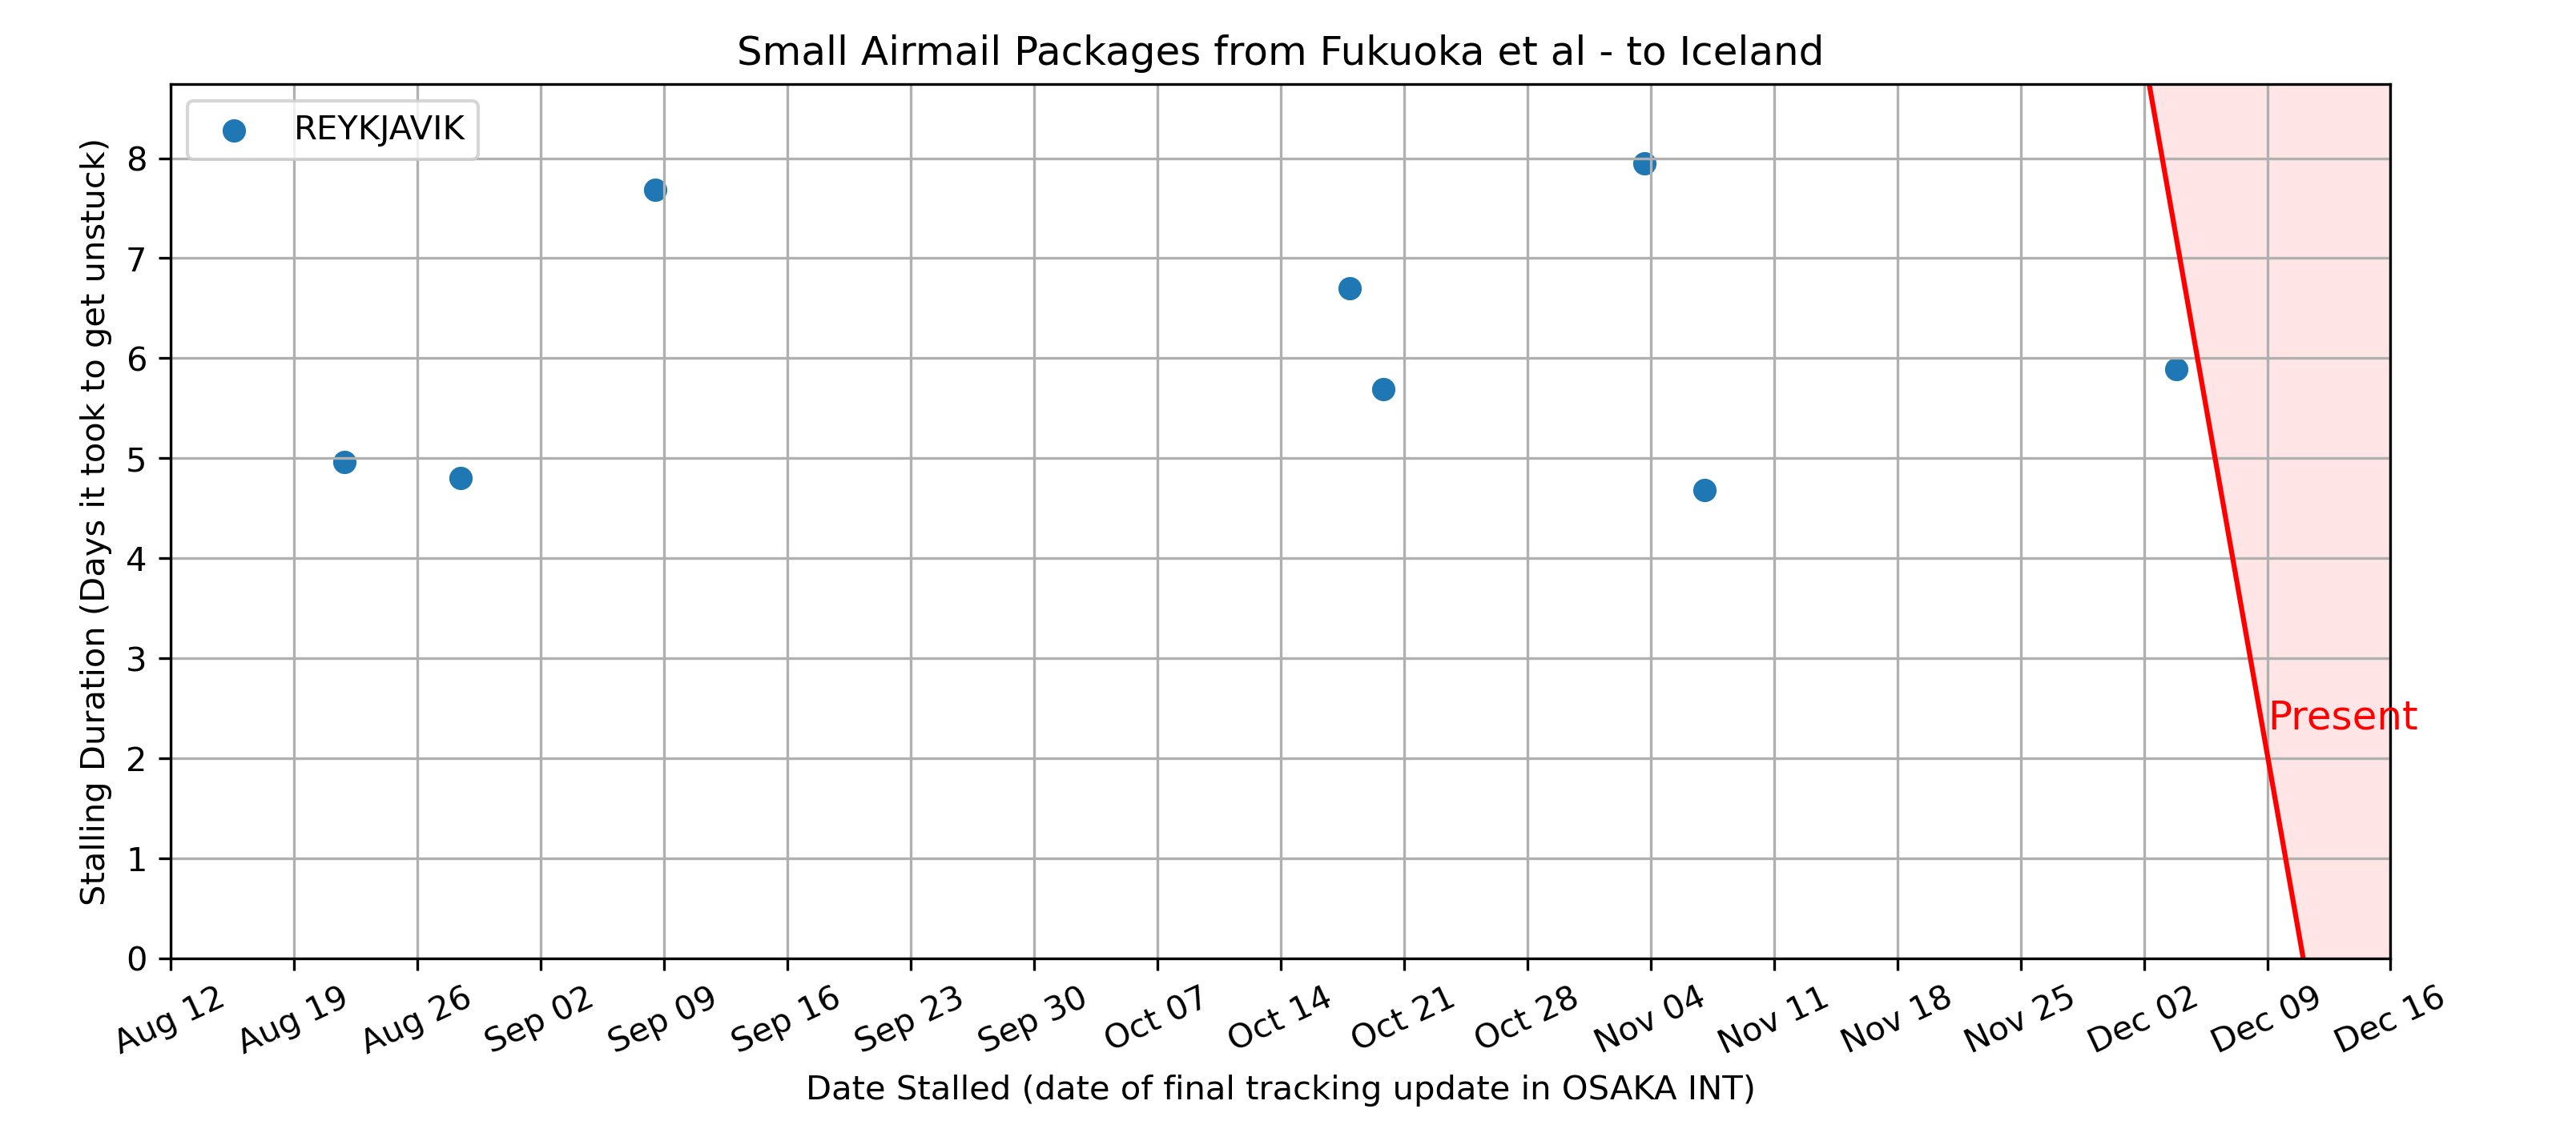 Small Airmail Packages from Fukuoka et al - to Iceland
REYKJAVIK
Stalling Duration (Days it took to get unstuck)
8
7
6
5
4
3
2
1
0
Present
Aug 12
Aug 19
Aug 26
Sep 02
Sep 09
Sep 16
Sep 23
Sep 30
Oct 07
Oct 14
Oct 21
Oct 28
Nov 04
Nov 11
Nov 18
Nov 25
Dec 02
Dec 09
Dec 16
Date Stalled (date of final tracking update in OSAKA INT)